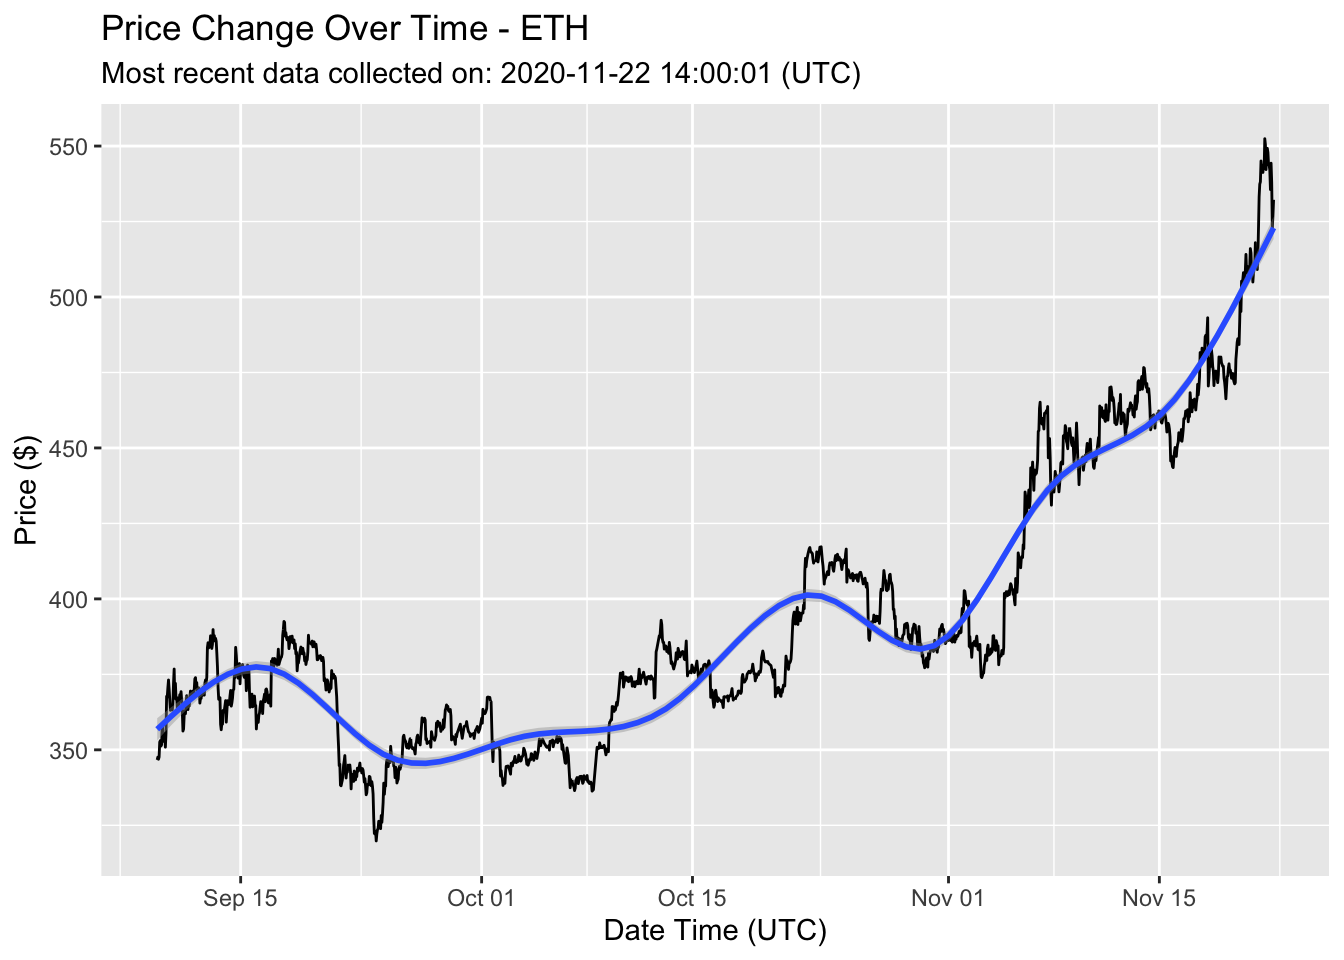 Price Change Over Time - ETH
Most recent data collected on: 2020-11-22 14:00:01 (UTC)
550
500
450
400
350
Price ($)
Sep 15
Oct 01
Oct 15
Nov 01
Nov 15
Date Time (UTC)